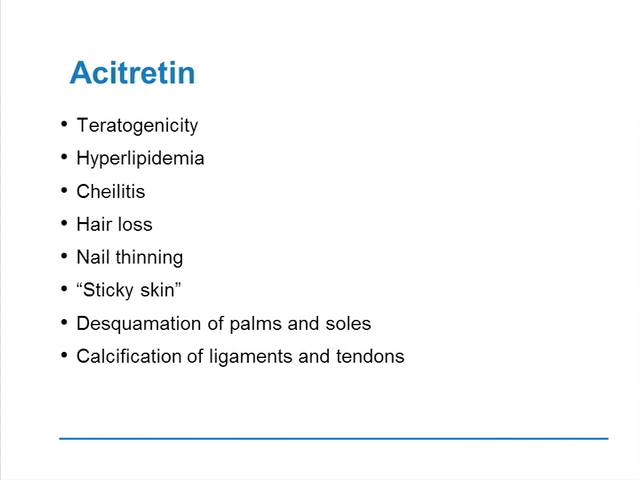 Acitretin
• Teratogenicity
• Hyperlipidemia
• Cheilitis
• Hair loss
• Nail thinning
• “Sticky skin”
• Desquamation of palms and soles
• Calcification of ligaments and tendons